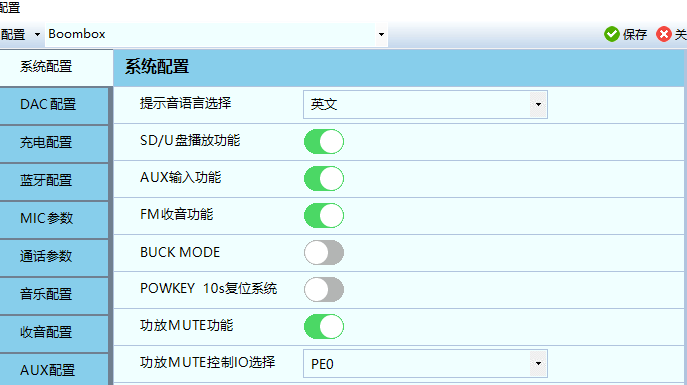 配置
配置 Boombox 保存 关
系统配置
DAC 配置
充电配置
蓝牙配置
MIC 参数
通话参数
音乐配置
收音配置
AUX配置
系统配置
提示音语言选择 英文
SD/U 盘播放功能
AUX输入功能
FM收音功能
BUCK MODE
POWKEY 10s复位系统
功放MUTE功能
功放MUTE控制IO选择 PE0